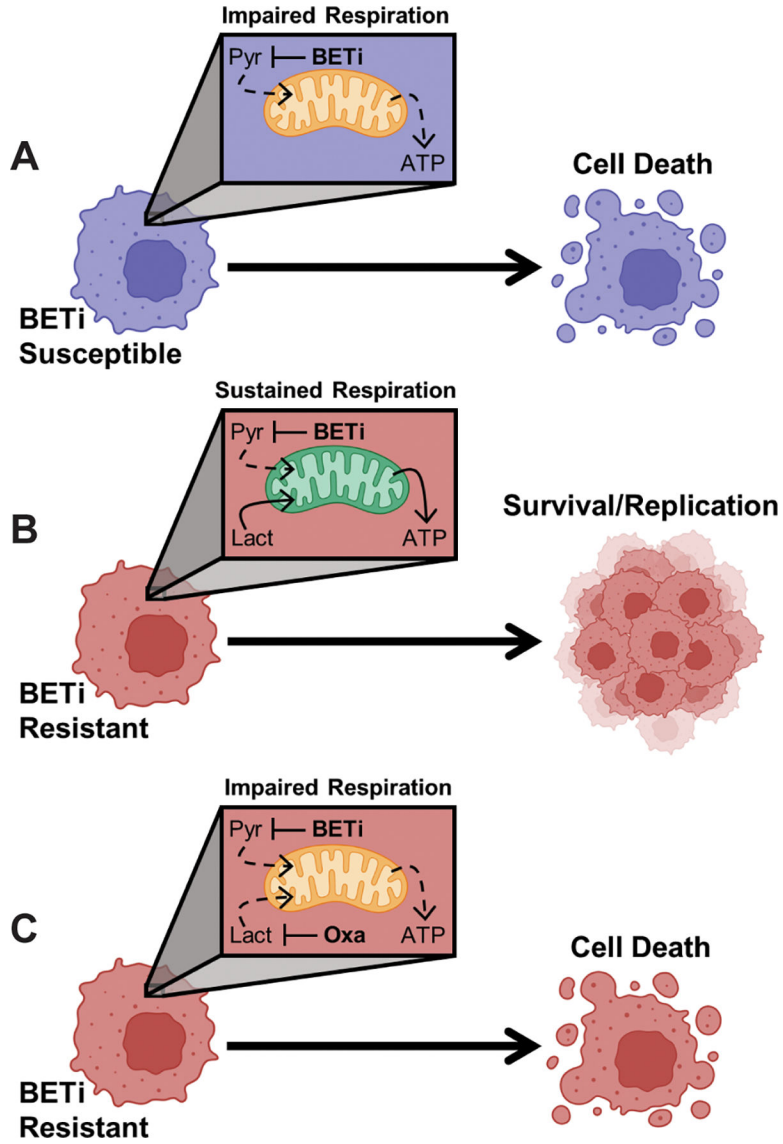 Impaired Respiration
Pyr
BETi
ATP
A
Cell Death
BETi
Susceptible
Sustained Respiration
Pyr
BETi
Lact
ATP
B
Survival/Replication
BETi
Resistant
Impaired Respiration
Pyr
BETi
Lact
Oxa
ATP
C
Cell Death
BETi
Resistant